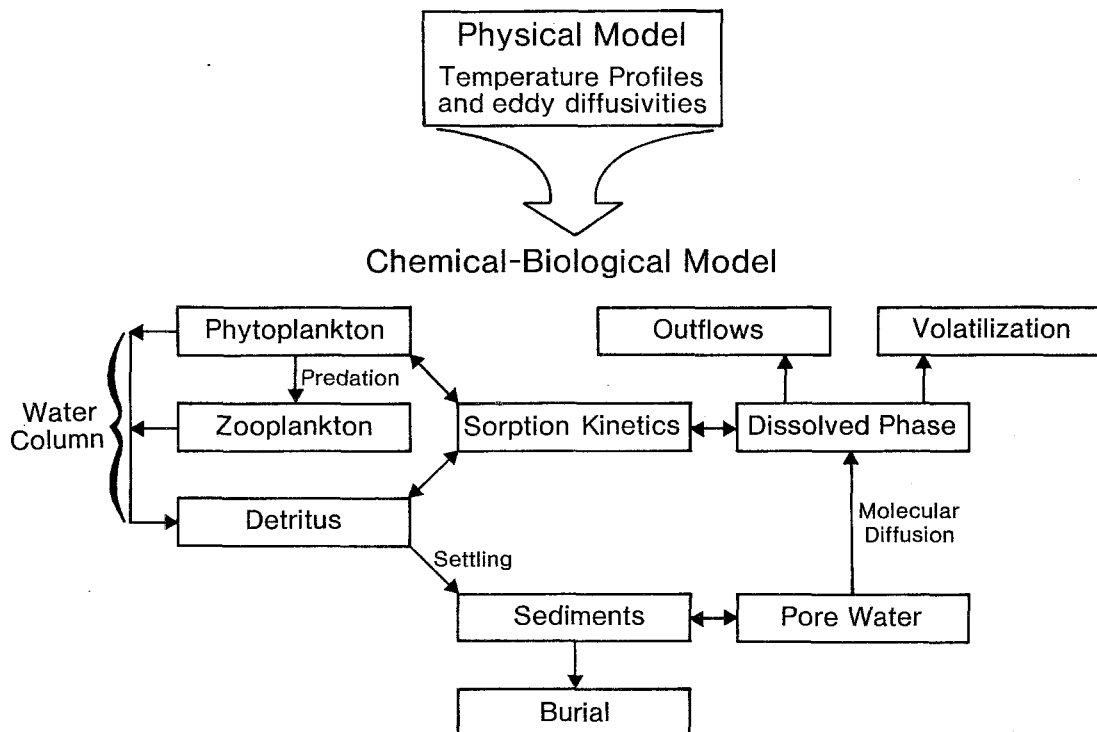 Physical Model
Temperature Profiles
and eddy diffusivities
Chemical-Biological Model
Phytoplankton
Outflows
Volatilization
Predation
Water
Column
Zooplankton
Sorption Kinetics
Dissolved Phase
Detritus
Molecular
Diffusion
Settling
Sediments
Pore Water
Burial